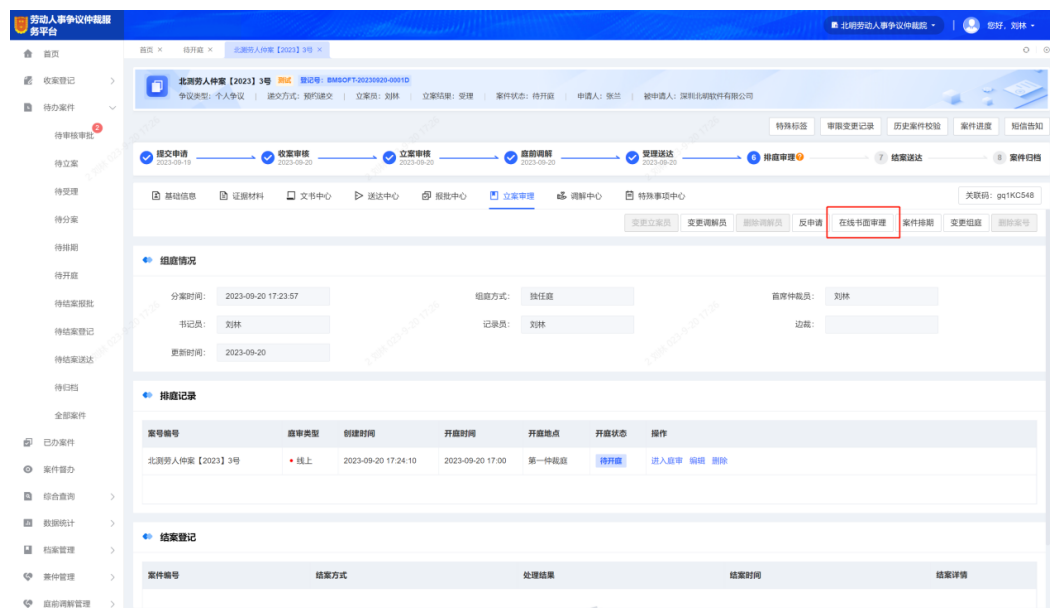 劳动人事争议仲裁服务平台
北明劳动人事争议仲裁院
您好，刘林
首页 × 待开庭 × 北测劳人仲案【2023】3号 ×
首页
收案登记
待办案件
待审核审批 2
待立案
待受理
待分案
待排期
待开庭
待结案报批
待结案登记
待结案送达
待归档
全部案件
已办案件
案件督办
综合查询
数据统计
档案管理
兼仲管理
庭前调解管理
北测劳人仲案【2023】3号 测试 登记号：BMSOFT-20230920-0001D
争议类型：个人争议 | 递交方式：预约递交 | 立案员：刘林 | 立案结果：受理 | 案件状态：待开庭 | 申请人：张兰 | 被申请人：深圳北明软件有限公司
特殊标签 审限变更记录 历史案件校验 案件进度 短信告知
提交申请 收案审核 立案审核 庭前调解 受理送达 6 排庭审理 7 结案送达 8 案件归档
2023-09-19 2023-09-20 2023-09-20 2023-09-20 2023-09-20
基础信息 证据材料 文书中心 送达中心 报批中心 立案审理 调解中心 特殊事项中心 关联码：gq1KC548
变更立案员 变更调解员 删除调解员 反申请 在线书面审理 案件排期 变更组庭 删除案号
组庭情况
分案时间： 2023-09-20 17:23:57 组庭方式： 独任庭 首席仲裁员： 刘林
书记员： 刘林 记录员： 刘林 边裁：
更新时间： 2023-09-20
排庭记录
案号编号 庭审类型 创建时间 开庭时间 开庭地点 开庭状态 操作
北测劳人仲案【2023】3号 线上 2023-09-20 17:24:10 2023-09-20 17:00 第一仲裁庭 待开庭 进入庭审 编辑 删除
结案登记
案件编号 结案方式 处理结果 结案时间 结案详情